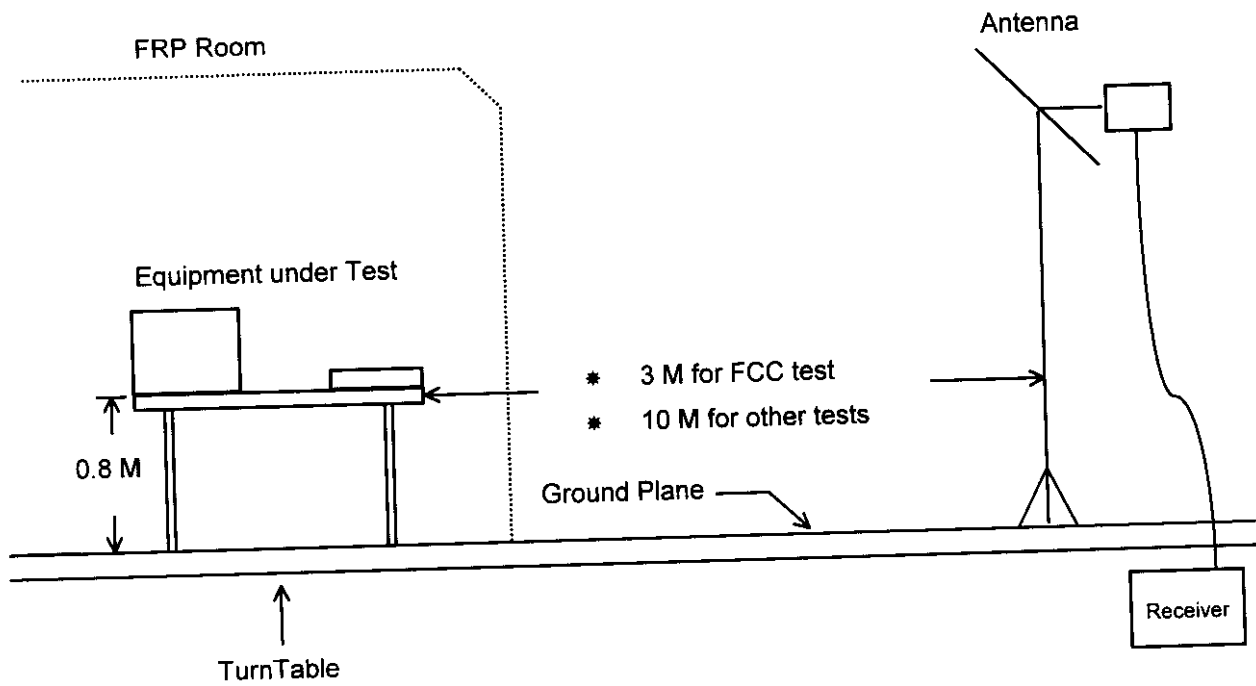 Antenna
FRP Room
Equipment under Test
✷ 3 M for FCC test
✷ 10 M for other tests
0.8 M
Ground Plane
Receiver
TurnTable